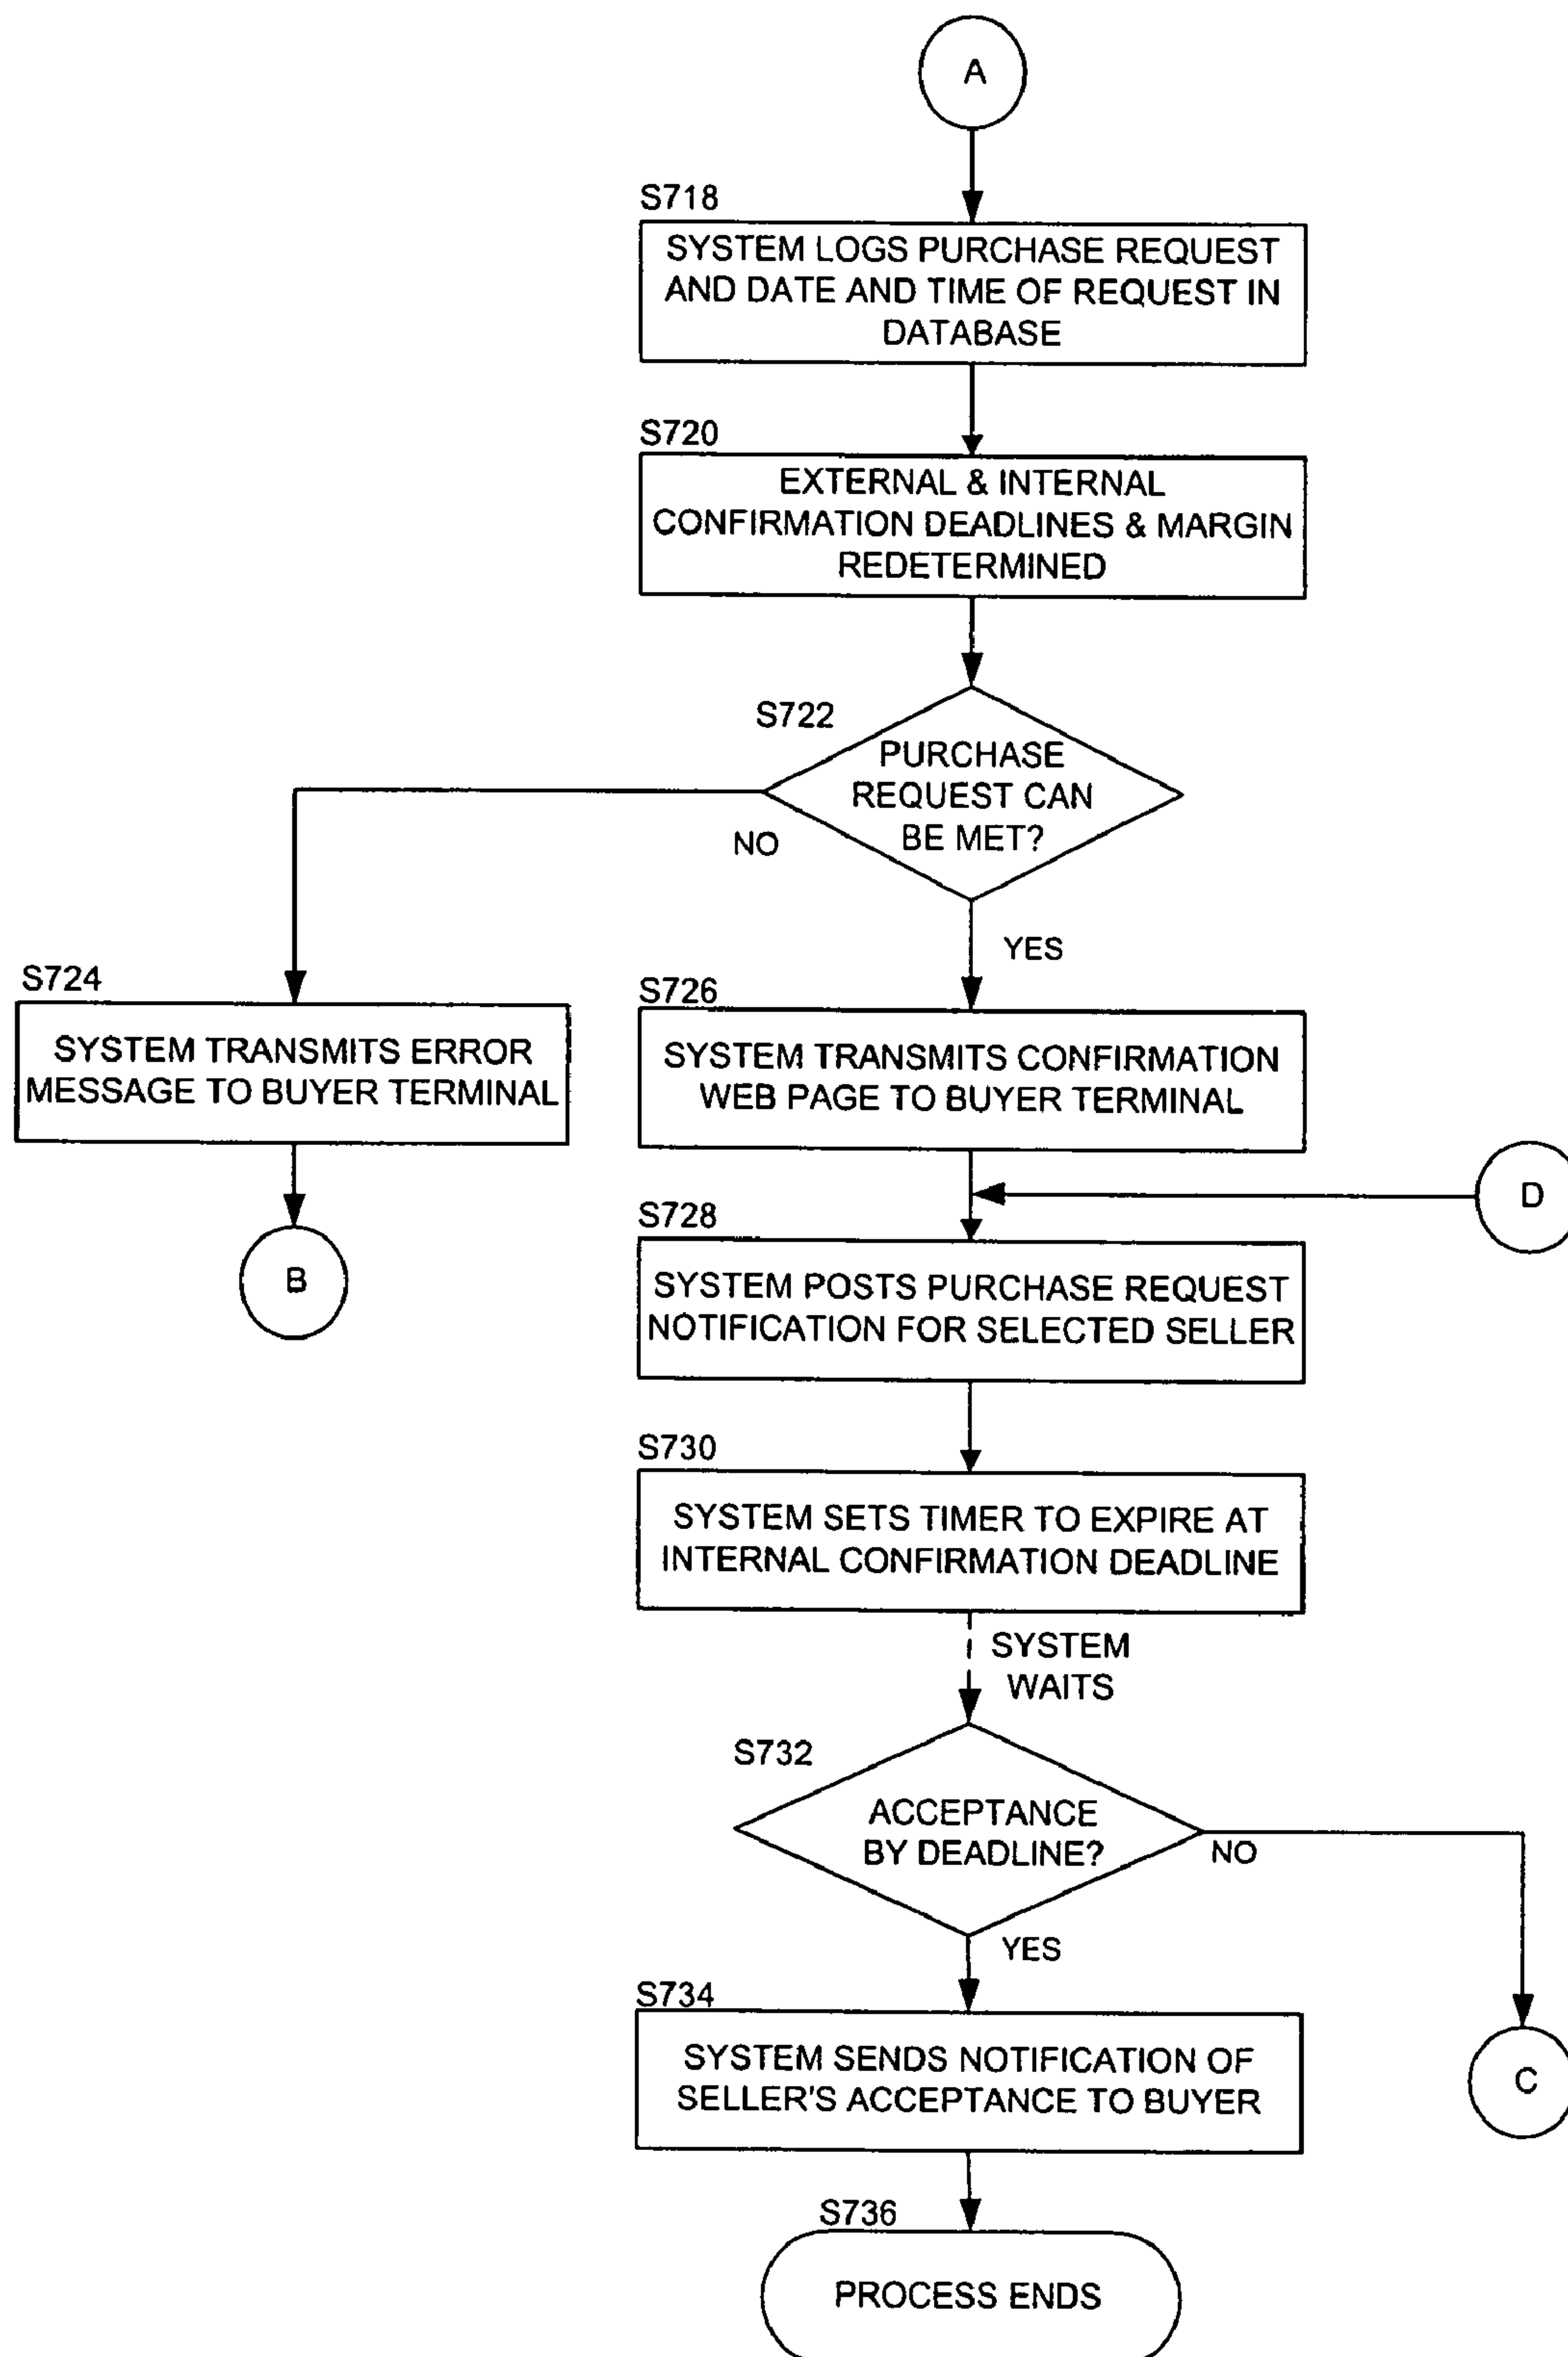 A
S718
SYSTEM LOGS PURCHASE REQUEST
AND DATE AND TIME OF REQUEST IN
DATABASE
S720
EXTERNAL & INTERNAL
CONFIRMATION DEADLINES & MARGIN
REDETERMINED
S722
PURCHASE
REQUEST CAN
BE MET?
NO
YES
S724
SYSTEM TRANSMITS ERROR
MESSAGE TO BUYER TERMINAL
B
S726
SYSTEM TRANSMITS CONFIRMATION
WEB PAGE TO BUYER TERMINAL
D
S728
SYSTEM POSTS PURCHASE REQUEST
NOTIFICATION FOR SELECTED SELLER
S730
SYSTEM SETS TIMER TO EXPIRE AT
INTERNAL CONFIRMATION DEADLINE
SYSTEM
WAITS
S732
ACCEPTANCE
BY DEADLINE?
NO
YES
C
S734
SYSTEM SENDS NOTIFICATION OF
SELLER'S ACCEPTANCE TO BUYER
S736
PROCESS ENDS